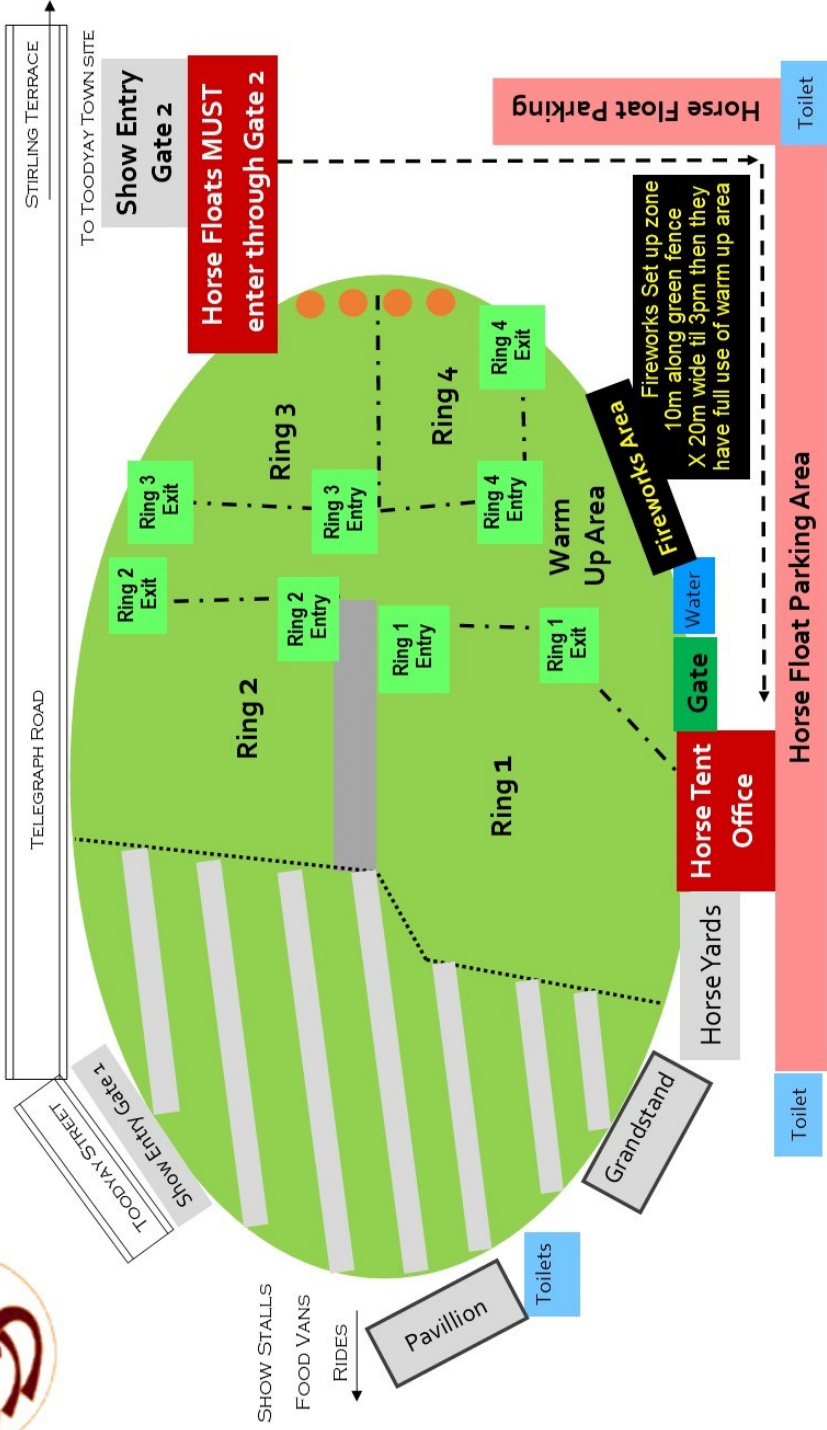 STIRLING TERRACE
TELEGRAPH ROAD
TO TOODYAY TOWN SITE
Show Entry
Gate 2
Horse Floats MUST
enter through Gate 2
Horse Float Parking
Toilet
TOODYAY STREET
Show Entry Gate 1
Ring 2
Exit
Ring 3
Exit
Ring 2
Ring 3
Ring 2
Entry
Ring 3
Entry
Ring 1
Entry
Ring 4
Ring 4
Exit
Ring 4
Entry
Ring 1
Ring 1
Exit
Warm
Up Area
Fireworks Area
Fireworks Set up zone
10m along green fence
X 20m wide til 3pm then they
have full use of warm up area
SHOW STALLS
FOOD VANS
RIDES
Pavillion
Toilets
Grandstand
Horse Yards
Horse Tent
Office
Gate
Water
Toilet
Horse Float Parking Area